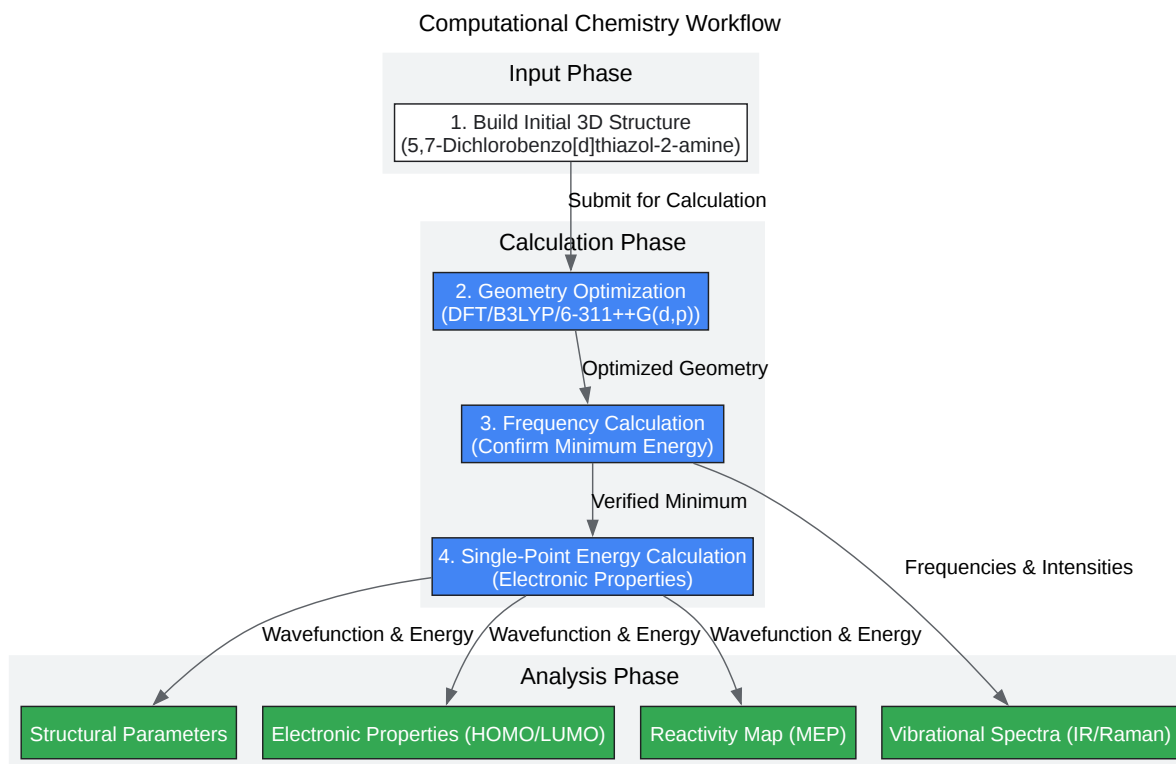 Computational Chemistry Workflow
Input Phase
1. Build Initial 3D Structure
(5,7-Dichlorobenzo[d]thiazol-2-amine)
Submit for Calculation
Calculation Phase
2. Geometry Optimization
(DFT/B3LYP/6-311++G(d,p))
Optimized Geometry
3. Frequency Calculation
(Confirm Minimum Energy)
Verified Minimum
4. Single-Point Energy Calculation
(Electronic Properties)
Frequencies & Intensities
Wavefunction & Energy
Wavefunction & Energy
Wavefunction & Energy
Analysis Phase
Structural Parameters
Electronic Properties (HOMO/LUMO)
Reactivity Map (MEP)
Vibrational Spectra (IR/Raman)